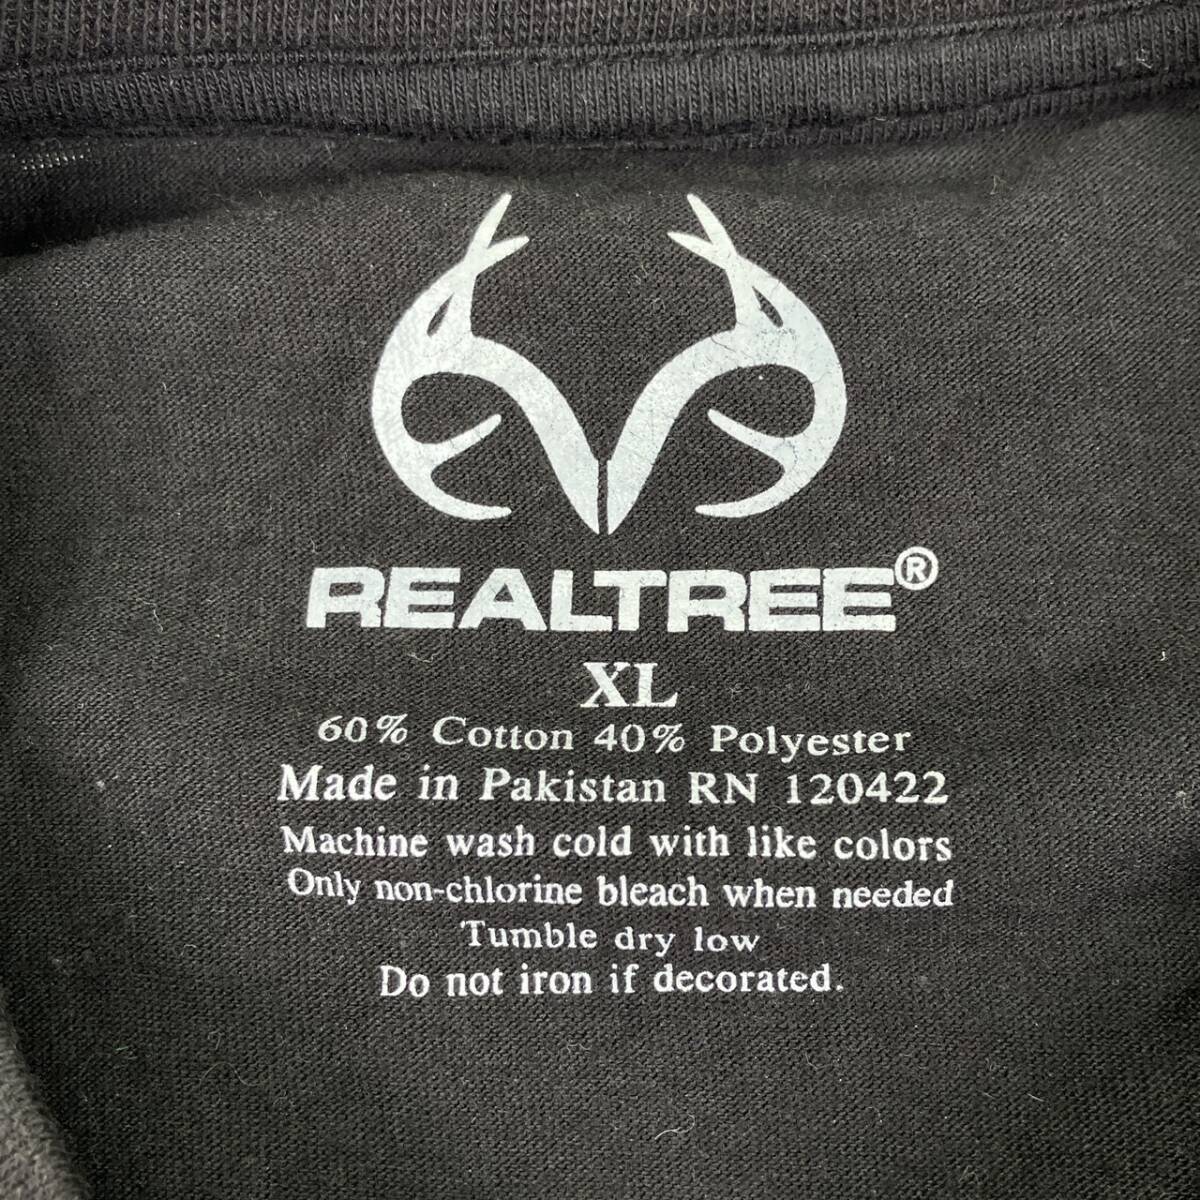 REALTREE®
XL
60% Cotton 40% Polyester
Made in Pakistan RN 120422
Machine wash cold with like colors
Only non-chlorine bleach when needed
Tumble dry low
Do not iron if decorated.